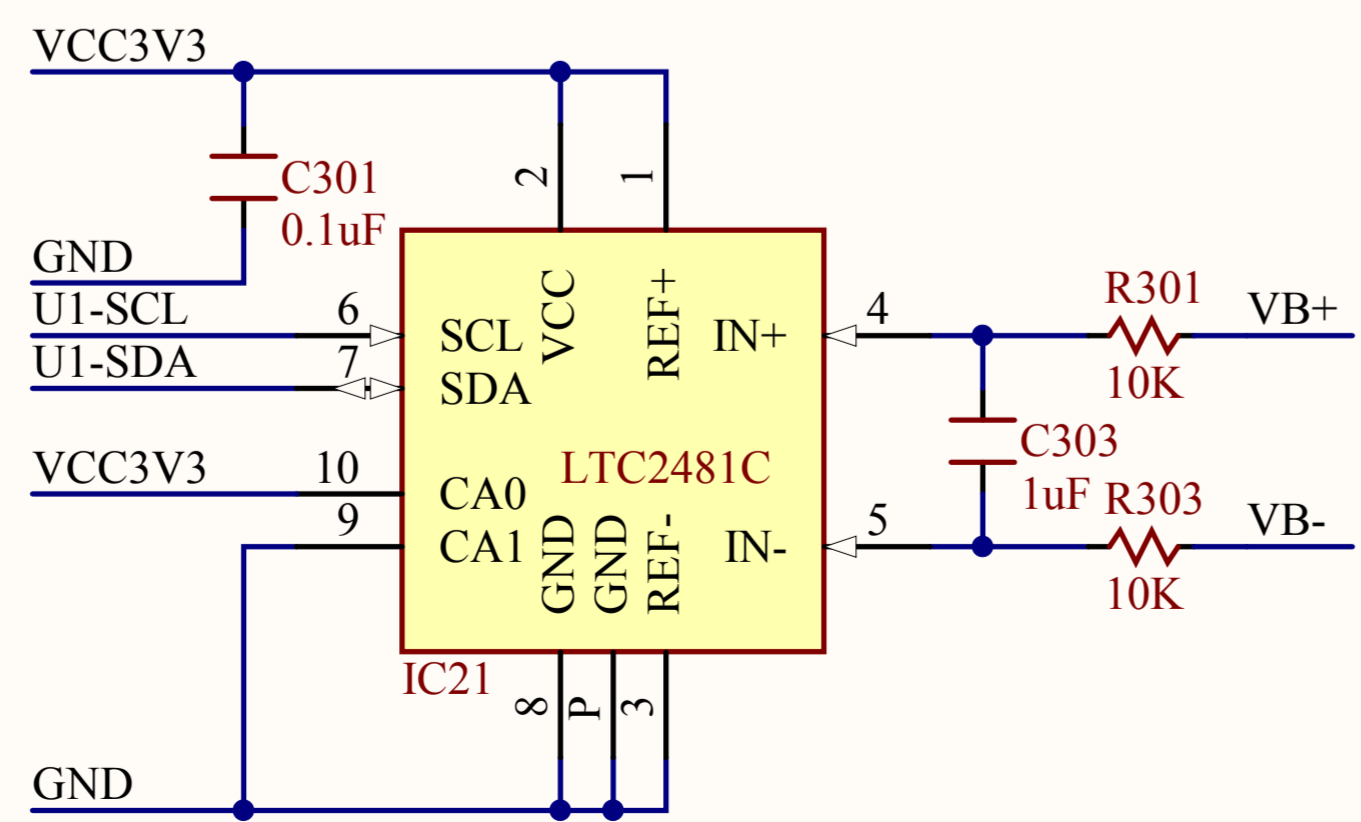 VCC3V3
C301
0.1uF
GND
U1-SCL
U1-SDA
VCC3V3
GND
2
1
6
7
10
9
SCL
SDA
CA0
CA1
VCC
REF+
IN+
IN-
LTC2481C
GND
GND
REF-
IC21
8
P
3
4
5
R301
10K
C303
1uF
R303
10K
VB+
VB-